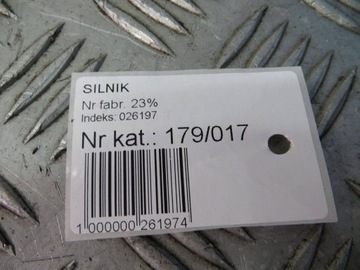 SILNIK
Nr fabr. 23%
Indeks: 026197
Nr kat.: 179/017
1 000000 261974